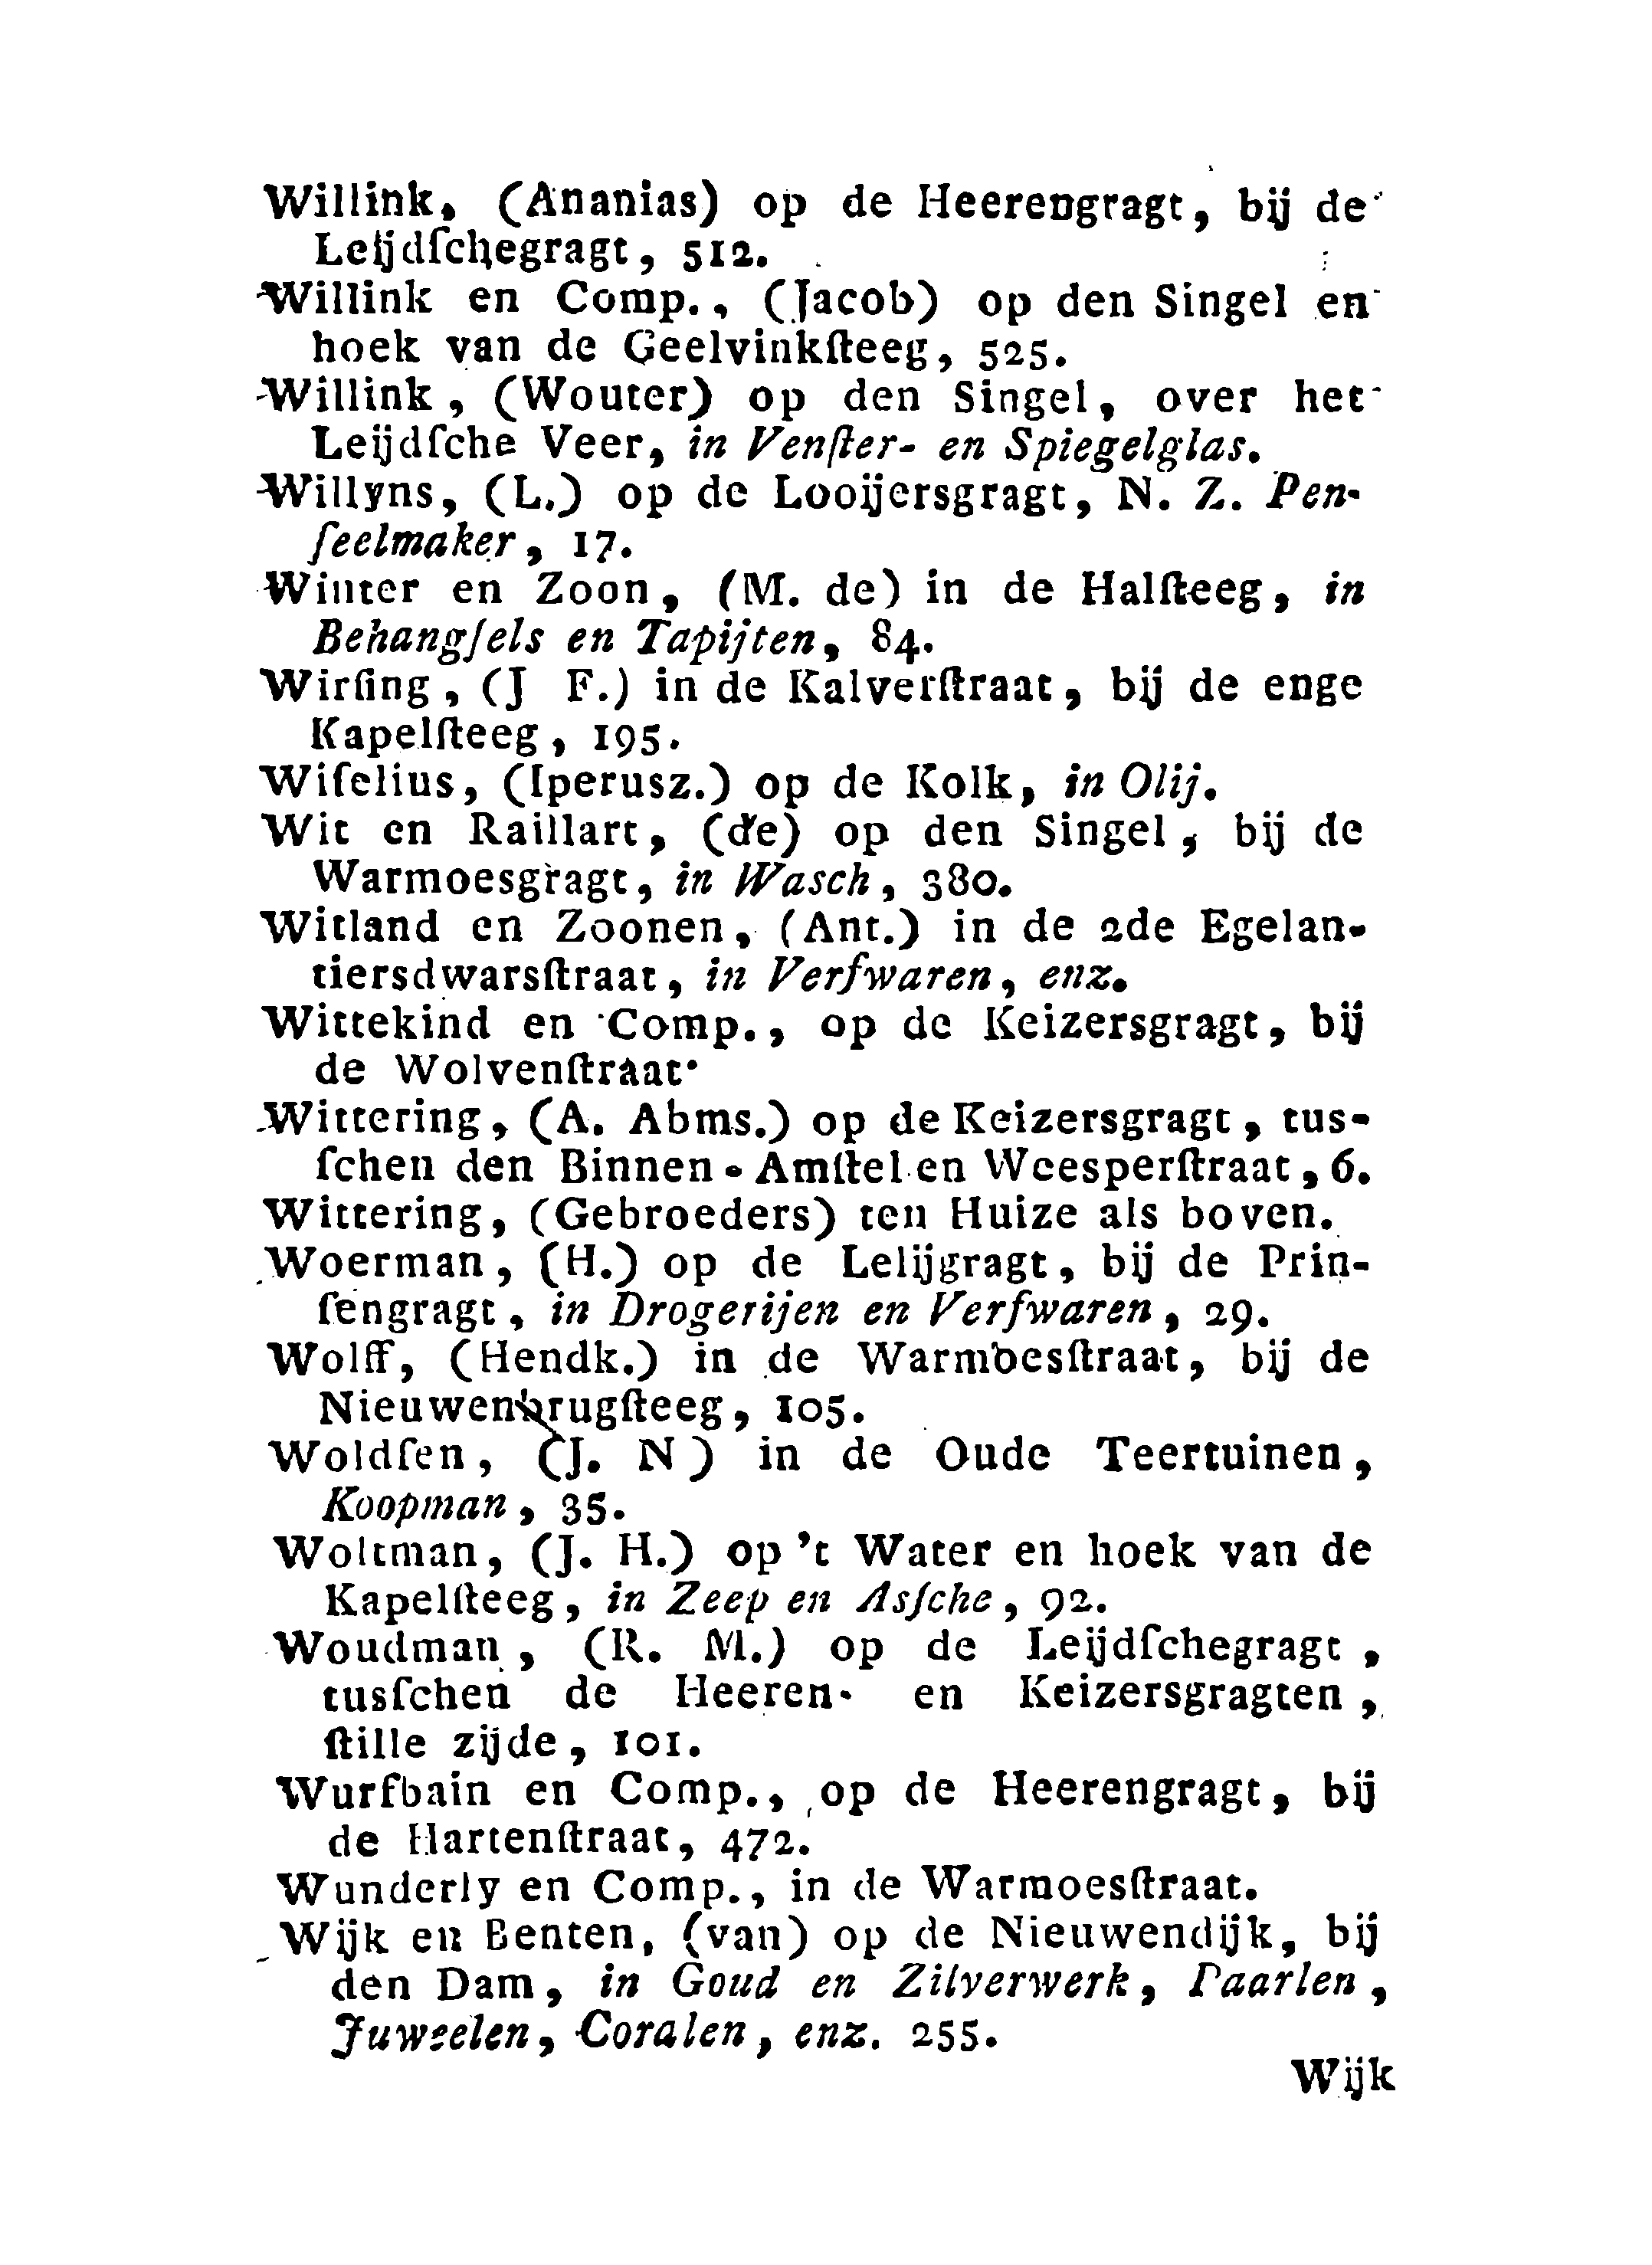 Willink, (Ananias) op de Heerengragt, bij de
Leijdſchegragt, 512.
Willink en Comp., (Jacob) op den Singel en
hoek van de Geelvinkſteeg, 525.
Willink, (Wouter) op den Singel, over het
Leijdſche Veer, in Venſter- en Spiegelglas.
Willyns, (L.) op de Looijersgragt, N. Z. Pen-
ſeelmaker, 17.
Winter en Zoon, (M. de) in de Halſteeg, in
Behangſels en Tapijten, 84.
Wirſing, (J F.) in de Kalverſtraat, bij de enge
Kapelſteeg, 195.
Wiſelius, (Iperusz.) op de Kolk, in Olij.
Wit en Raillart, (de) op den Singel, bij de
Warmoesgragt, in Wasch, 380.
Witland en Zoonen, (Ant.) in de 2de Egelan-
tiersdwarsſtraat, in Verfwaren, enz.
Wittekind en Comp., op de Keizersgragt, bij
de Wolvenſtraat.
Wittering, (A. Abms.) op de Keizersgragt, tus-
ſchen den Binnen-Amſtel en Weesperſtraat, 6.
Wittering, (Gebroeders) ten Huize als boven.
Woerman, (H.) op de Lelijgragt, bij de Prin-
ſengragt, in Drogerijen en Verfwaren, 29.
Wolff, (Hendk.) in de Warmoesſtraat, bij de
Nieuwenbrugſteeg, 105.
Woldſen, (J. N) in de Oude Teertuinen,
Koopman, 35.
Woltman, (J. H.) op 't Water en hoek van de
Kapelſteeg, in Zeep en Asſche, 92.
Woudman, (R. M.) op de Leijdſchegragt,
tusſchen de Heeren- en Keizersgragten,
ſtille zijde, 101.
Wurfbain en Comp., op de Heerengragt, bij
de Hartenſtraat, 472.
Wunderly en Comp., in de Warmoesſtraat.
Wijk en Benten, (van) op de Nieuwendijk, bij
den Dam, in Goud en Zilverwerk, Paarlen,
Juweelen, Coralen, enz. 255.
Wijk